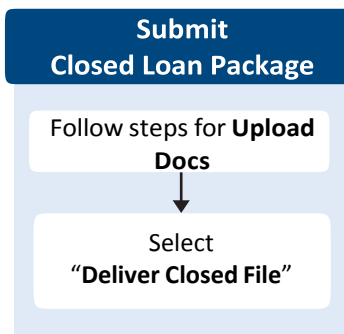 Submit
Closed Loan Package
Follow steps for Upload
Docs
Select
“Deliver Closed File”